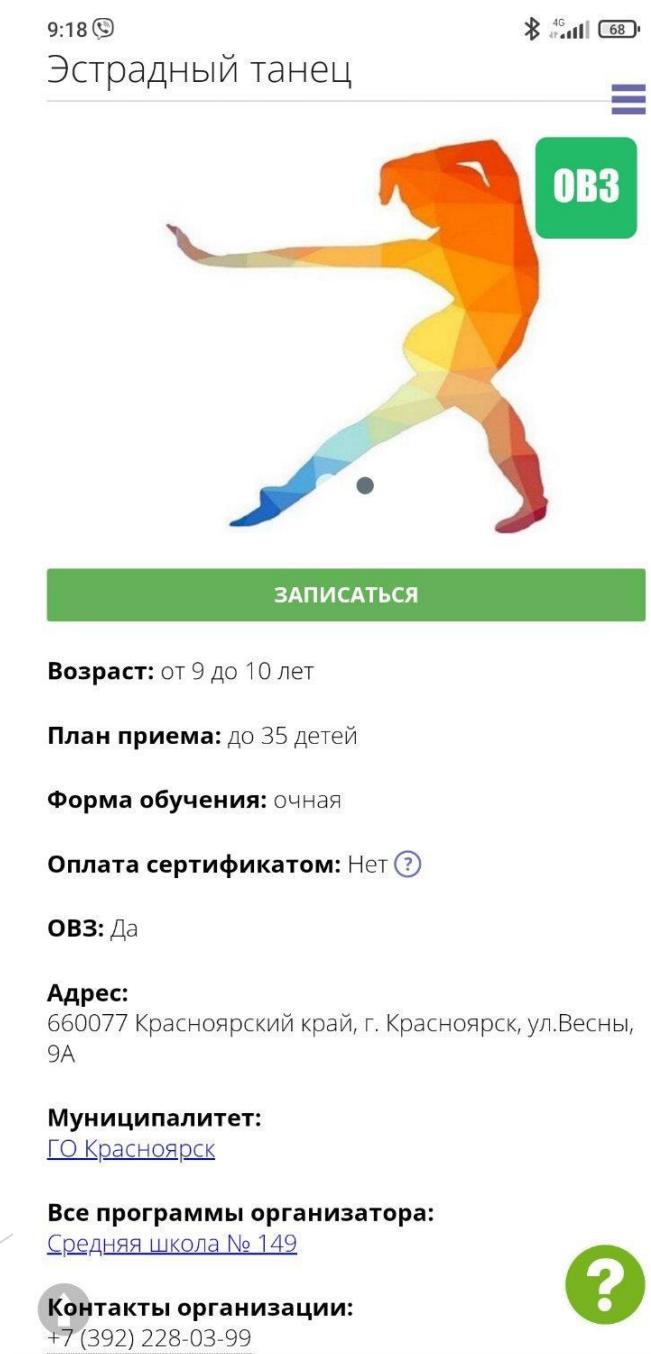 9:18
4G
68
Эстрадный танец
ОВЗ
ЗАПИСАТЬСЯ
Возраст: от 9 до 10 лет
План приема: до 35 детей
Форма обучения: очная
Оплата сертификатом: Нет ?
ОВЗ: Да
Адрес:
660077 Красноярский край, г. Красноярск, ул.Весны,
9А
Муниципалитет:
ГО Красноярск
Все программы организатора:
Средняя школа № 149
?
Контакты организации:
+7 (392) 228-03-99